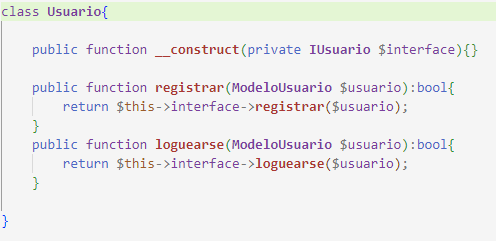 class Usuario{
public function __construct(private IUsuario $interface){}
public function registrar(ModeloUsuario $usuario):bool{
return $this->interface->registrar($usuario);
}
public function loguearse(ModeloUsuario $usuario):bool{
return $this->interface->loguearse($usuario);
}
}